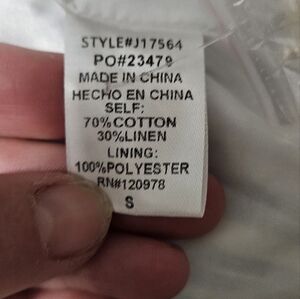 STYLE#J17564
PO#23479
MADE IN CHINA
HECHO EN CHINA
SELF:
70%COTTON
30%LINEN
LINING:
100%POLYESTER
RN#120978
S